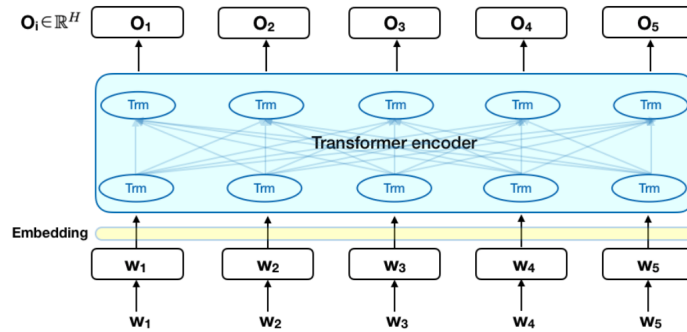 Oᵢ∈ℝᴴ O₁ O₂ O₃ O₄ O₅
Trm Trm Trm Trm Trm
Transformer encoder
Trm Trm Trm Trm Trm
Embedding
w₁ w₂ w₃ w₄ w₅
w₁ w₂ w₃ w₄ w₅